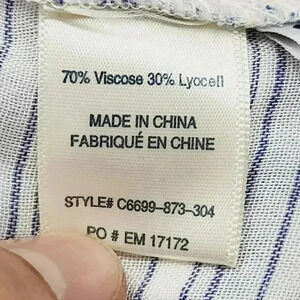 70% Viscose 30% Lyocell
MADE IN CHINA
FABRIQUÉ EN CHINE
STYLE# C6699-873-304
PO # EM 17172